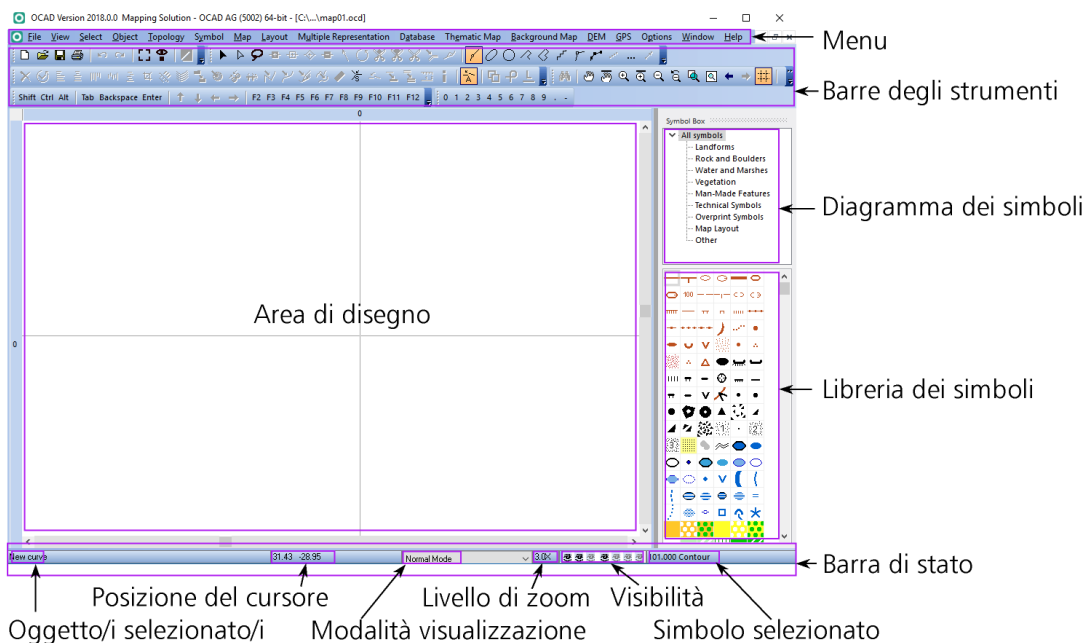 OCAD Version 2018.0.0 Mapping Solution - OCAD AG (5002) 64-bit - [C:\...\map01.ocd]
File View Select Object Topology Symbol Map Layout Multiple Representation Database Thematic Map Background Map DEM GPS Options Window Help
Menu
Barre degli strumenti
Shift Ctrl Alt Tab Backspace Enter F2 F3 F4 F5 F6 F7 F8 F9 F10 F11 F12 0 1 2 3 4 5 6 7 8 9 . -
0
Symbol Box
All symbols
Landforms
Rock and Boulders
Water and Marshes
Vegetation
Man-Made Features
Technical Symbols
Overprint Symbols
Map Layout
Other
Diagramma dei simboli
100
Area di disegno
0
Libreria dei simboli
1
2
3
New curve
31.43 -28.95
Normal Mode
3.0X
101.000 Contour
Barra di stato
Posizione del cursore
Livello di zoom
Visibilità
Oggetto/i selezionato/i
Modalità visualizzazione
Simbolo selezionato